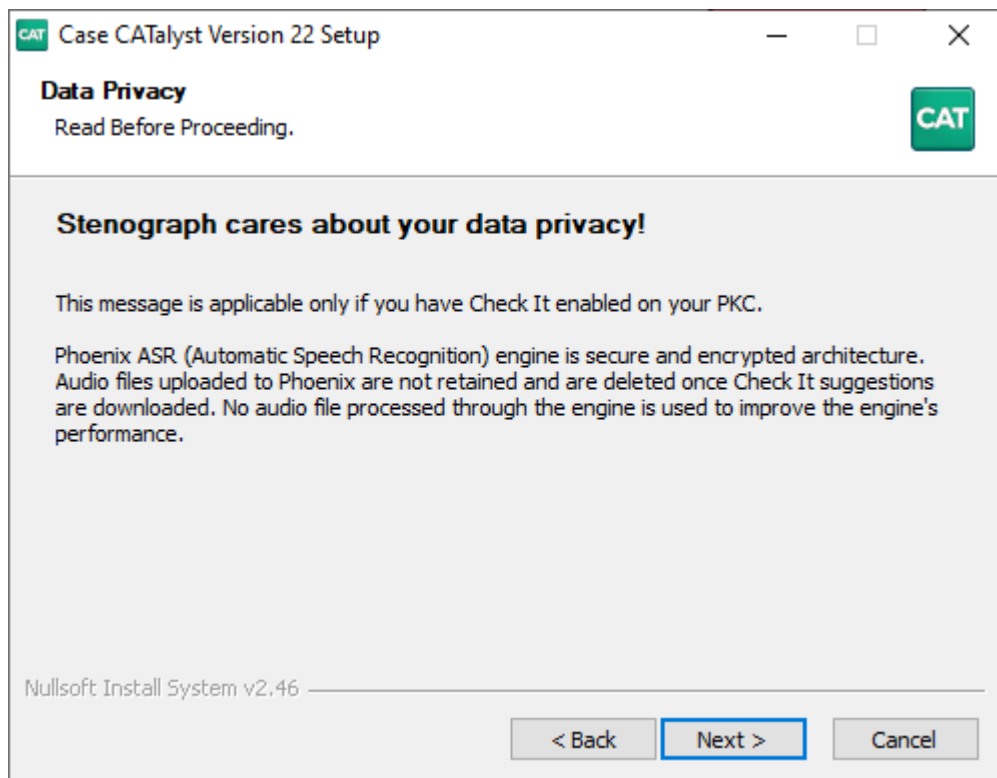 CAT Case CATalyst Version 22 Setup
Data Privacy
Read Before Proceeding.
CAT
Stenograph cares about your data privacy!
This message is applicable only if you have Check It enabled on your PKC.
Phoenix ASR (Automatic Speech Recognition) engine is secure and encrypted architecture.
Audio files uploaded to Phoenix are not retained and are deleted once Check It suggestions
are downloaded. No audio file processed through the engine is used to improve the engine's
performance.
Nullsoft Install System v2.46
< Back Next > Cancel